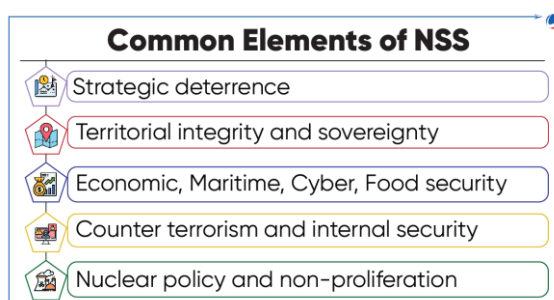 Common Elements of NSS
Strategic deterrence
Territorial integrity and sovereignty
Economic, Maritime, Cyber, Food security
Counter terrorism and internal security
Nuclear policy and non-proliferation